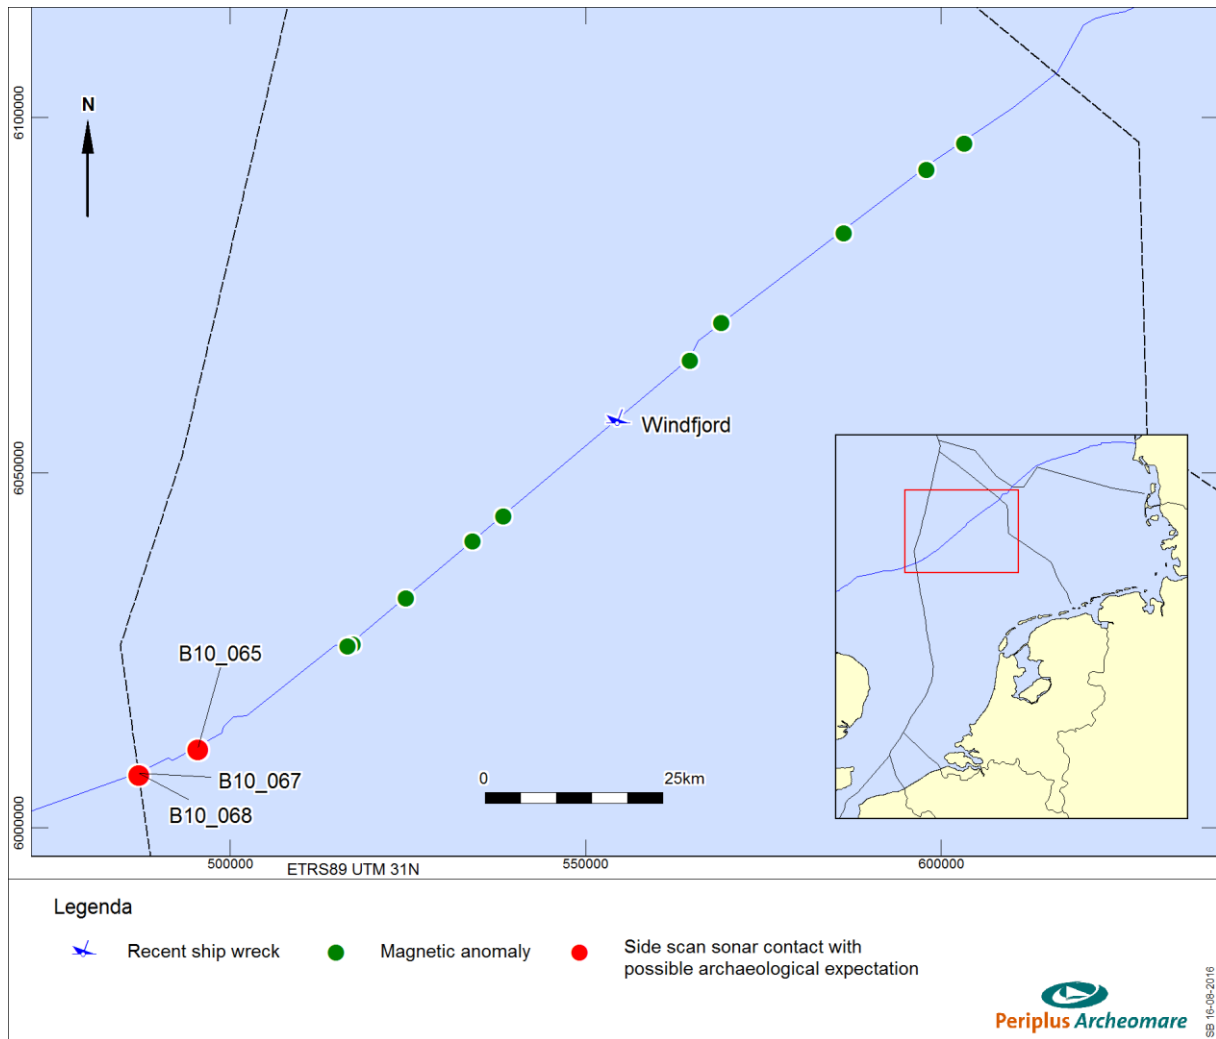 6100000
N
Windfjord
6050000
B10_065
B10_067
B10_068
0 25km
6000000
500000 550000 600000
ETRS89 UTM 31N
Legenda
Recent ship wreck
Magnetic anomaly
Side scan sonar contact with
possible archaeological expectation
Periplus Archeomare
SB 16-08-2016